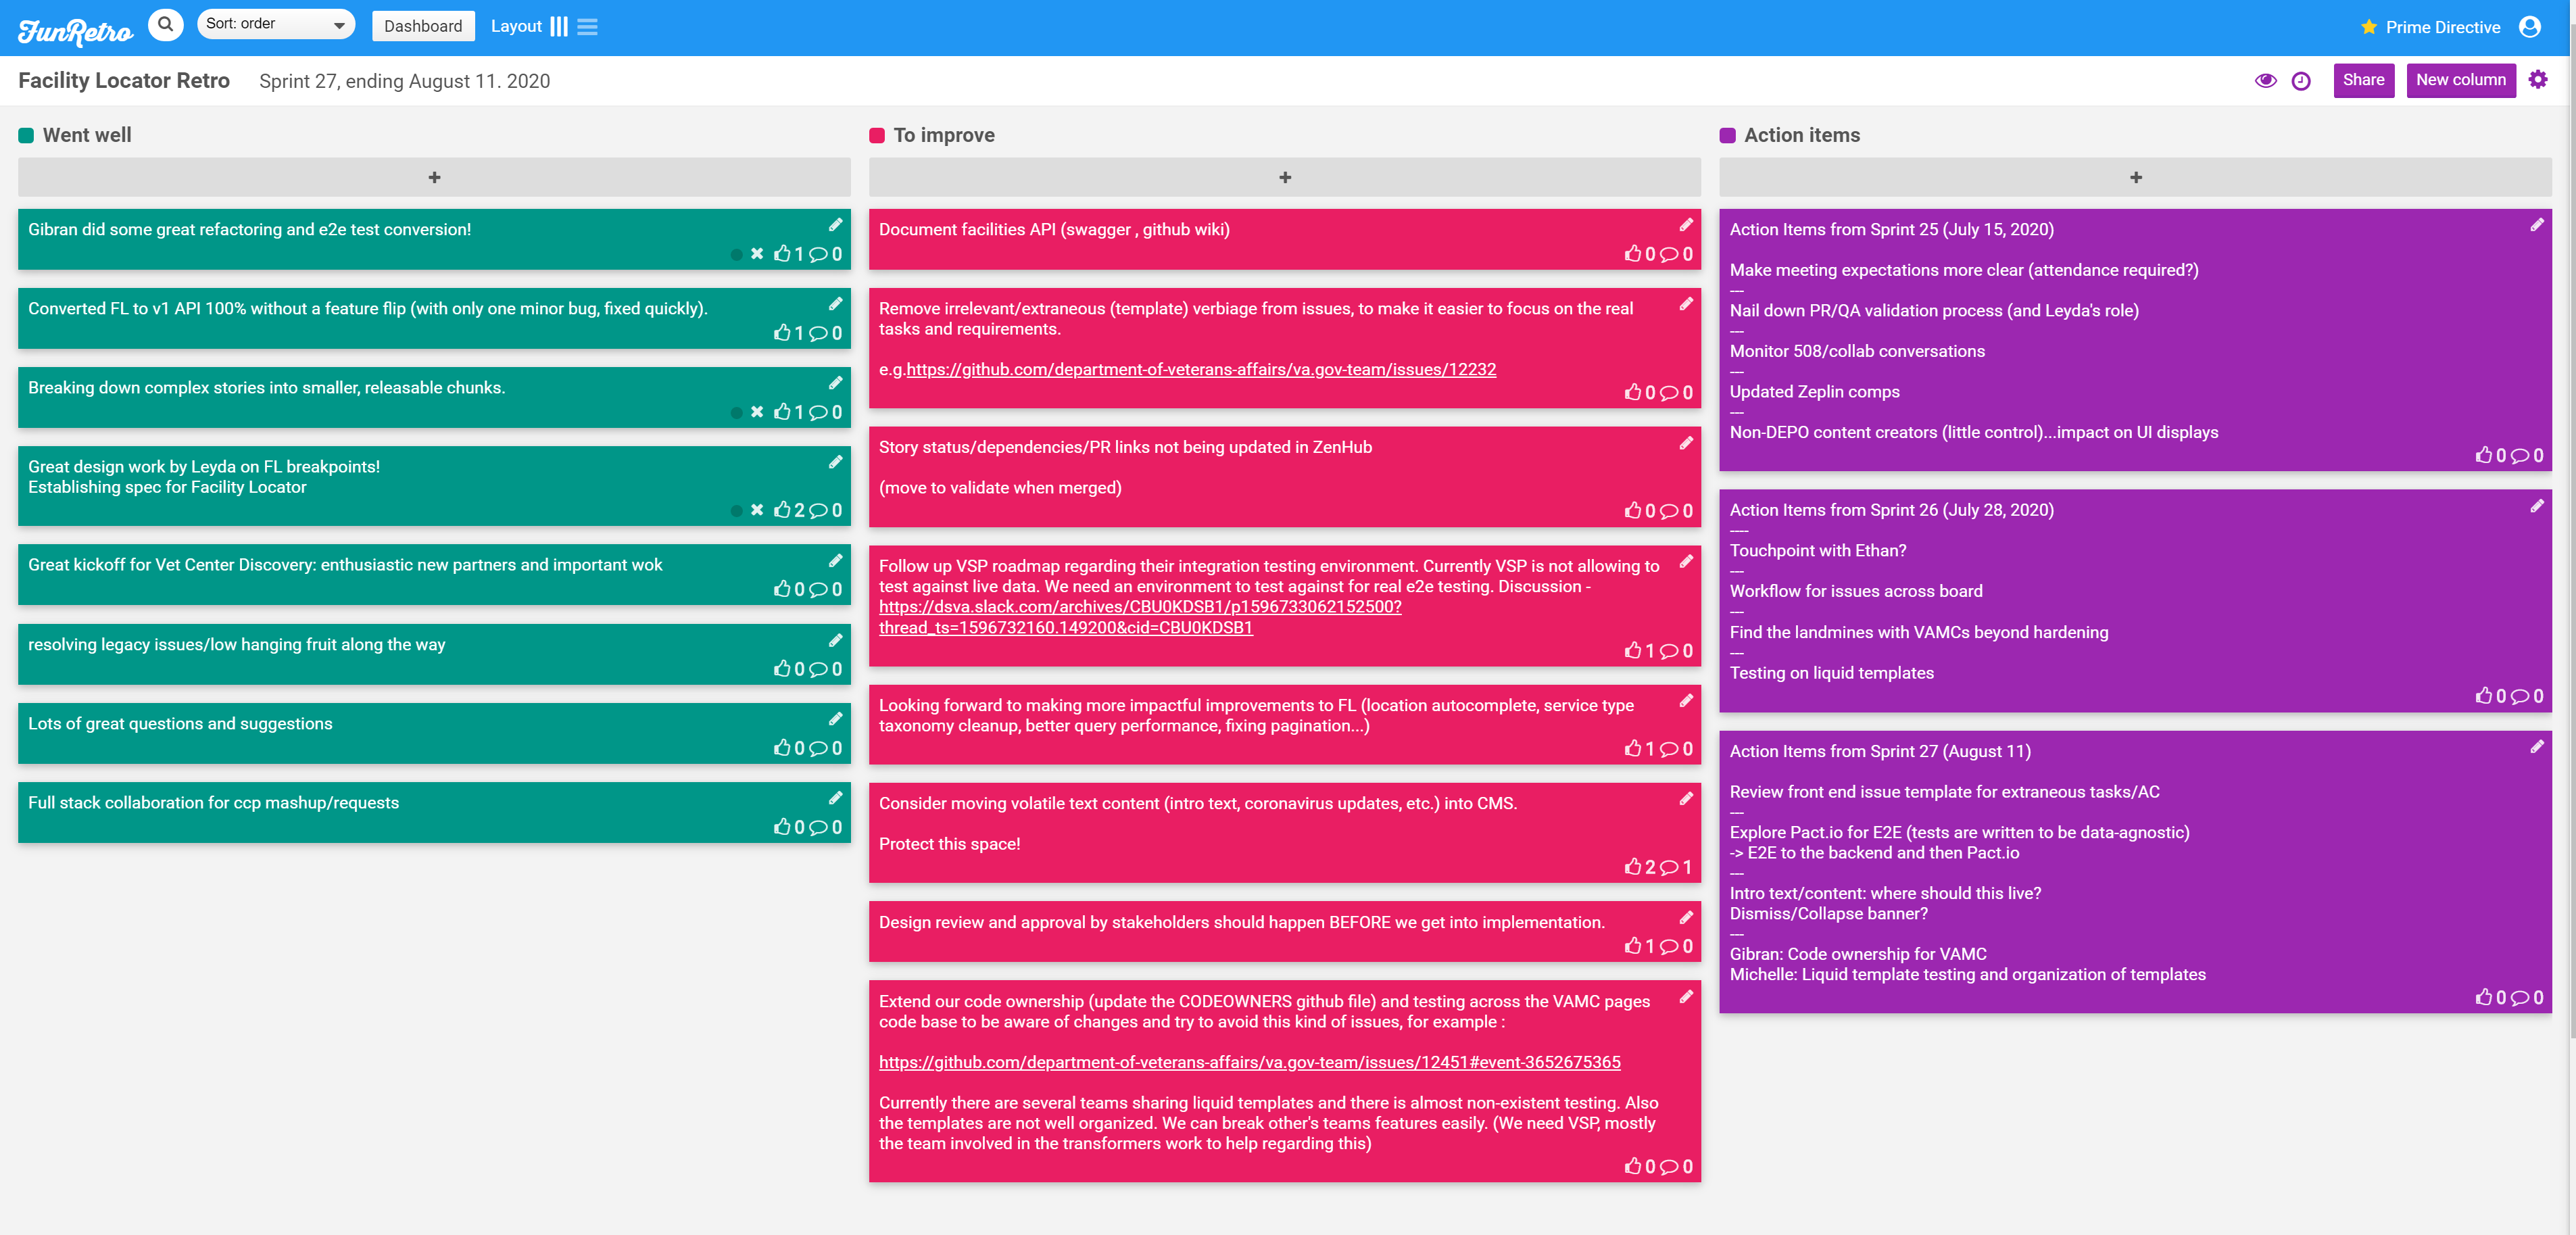 FunRetro
Sort: order
Dashboard
Layout
Prime Directive
Facility Locator Retro
Sprint 27, ending August 11. 2020
Share
New column
Went well
+
Gibran did some great refactoring and e2e test conversion!
1 0
Converted FL to v1 API 100% without a feature flip (with only one minor bug, fixed quickly).
1 0
Breaking down complex stories into smaller, releasable chunks.
1 0
Great design work by Leyda on FL breakpoints!
Establishing spec for Facility Locator
2 0
Great kickoff for Vet Center Discovery: enthusiastic new partners and important wok
0 0
resolving legacy issues/low hanging fruit along the way
0 0
Lots of great questions and suggestions
0 0
Full stack collaboration for ccp mashup/requests
0 0
To improve
+
Document facilities API (swagger , github wiki)
0 0
Remove irrelevant/extraneous (template) verbiage from issues, to make it easier to focus on the real
tasks and requirements.
e.g.https://github.com/department-of-veterans-affairs/va.gov-team/issues/12232
0 0
Story status/dependencies/PR links not being updated in ZenHub
(move to validate when merged)
0 0
Follow up VSP roadmap regarding their integration testing environment. Currently VSP is not allowing to
test against live data. We need an environment to test against for real e2e testing. Discussion -
https://dsva.slack.com/archives/CBU0KDSB1/p1596733062152500?
thread_ts=1596732160.149200&cid=CBU0KDSB1
1 0
Looking forward to making more impactful improvements to FL (location autocomplete, service type
taxonomy cleanup, better query performance, fixing pagination...)
1 0
Consider moving volatile text content (intro text, coronavirus updates, etc.) into CMS.
Protect this space!
2 1
Design review and approval by stakeholders should happen BEFORE we get into implementation.
1 0
Extend our code ownership (update the CODEOWNERS github file) and testing across the VAMC pages
code base to be aware of changes and try to avoid this kind of issues, for example :
https://github.com/department-of-veterans-affairs/va.gov-team/issues/12451#event-3652675365
Currently there are several teams sharing liquid templates and there is almost non-existent testing. Also
the templates are not well organized. We can break other's teams features easily. (We need VSP, mostly
the team involved in the transformers work to help regarding this)
0 0
Action items
+
Action Items from Sprint 25 (July 15, 2020)
Make meeting expectations more clear (attendance required?)
---
Nail down PR/QA validation process (and Leyda's role)
---
Monitor 508/collab conversations
---
Updated Zeplin comps
---
Non-DEPO content creators (little control)...impact on UI displays
0 0
Action Items from Sprint 26 (July 28, 2020)
----
Touchpoint with Ethan?
---
Workflow for issues across board
---
Find the landmines with VAMCs beyond hardening
---
Testing on liquid templates
0 0
Action Items from Sprint 27 (August 11)
Review front end issue template for extraneous tasks/AC
---
Explore Pact.io for E2E (tests are written to be data-agnostic)
-> E2E to the backend and then Pact.io
---
Intro text/content: where should this live?
Dismiss/Collapse banner?
---
Gibran: Code ownership for VAMC
Michelle: Liquid template testing and organization of templates
0 0